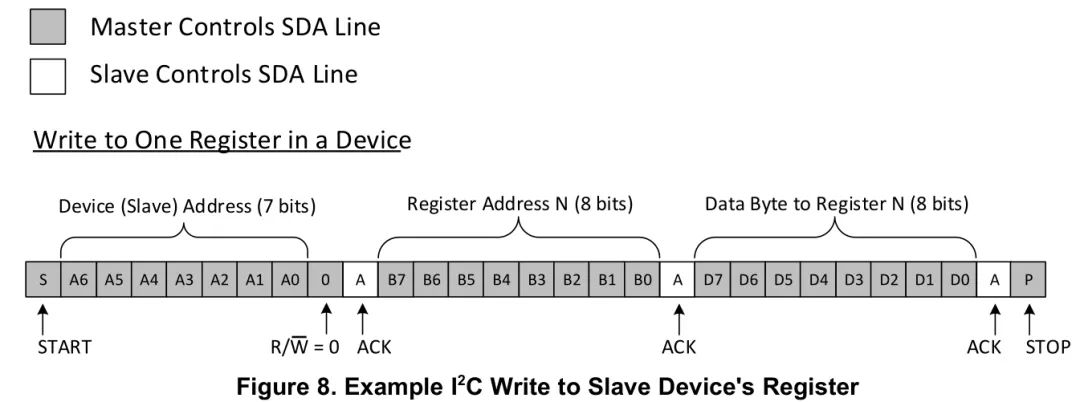 Master Controls SDA Line
Slave Controls SDA Line
Write to One Register in a Device
Device (Slave) Address (7 bits) Register Address N (8 bits) Data Byte to Register N (8 bits)
S A6 A5 A4 A3 A2 A1 A0 0 A B7 B6 B5 B4 B3 B2 B1 B0 A D7 D6 D5 D4 D3 D2 D1 D0 A P
START R/W̅ = 0 ACK ACK ACK STOP
Figure 8. Example I²C Write to Slave Device's Register